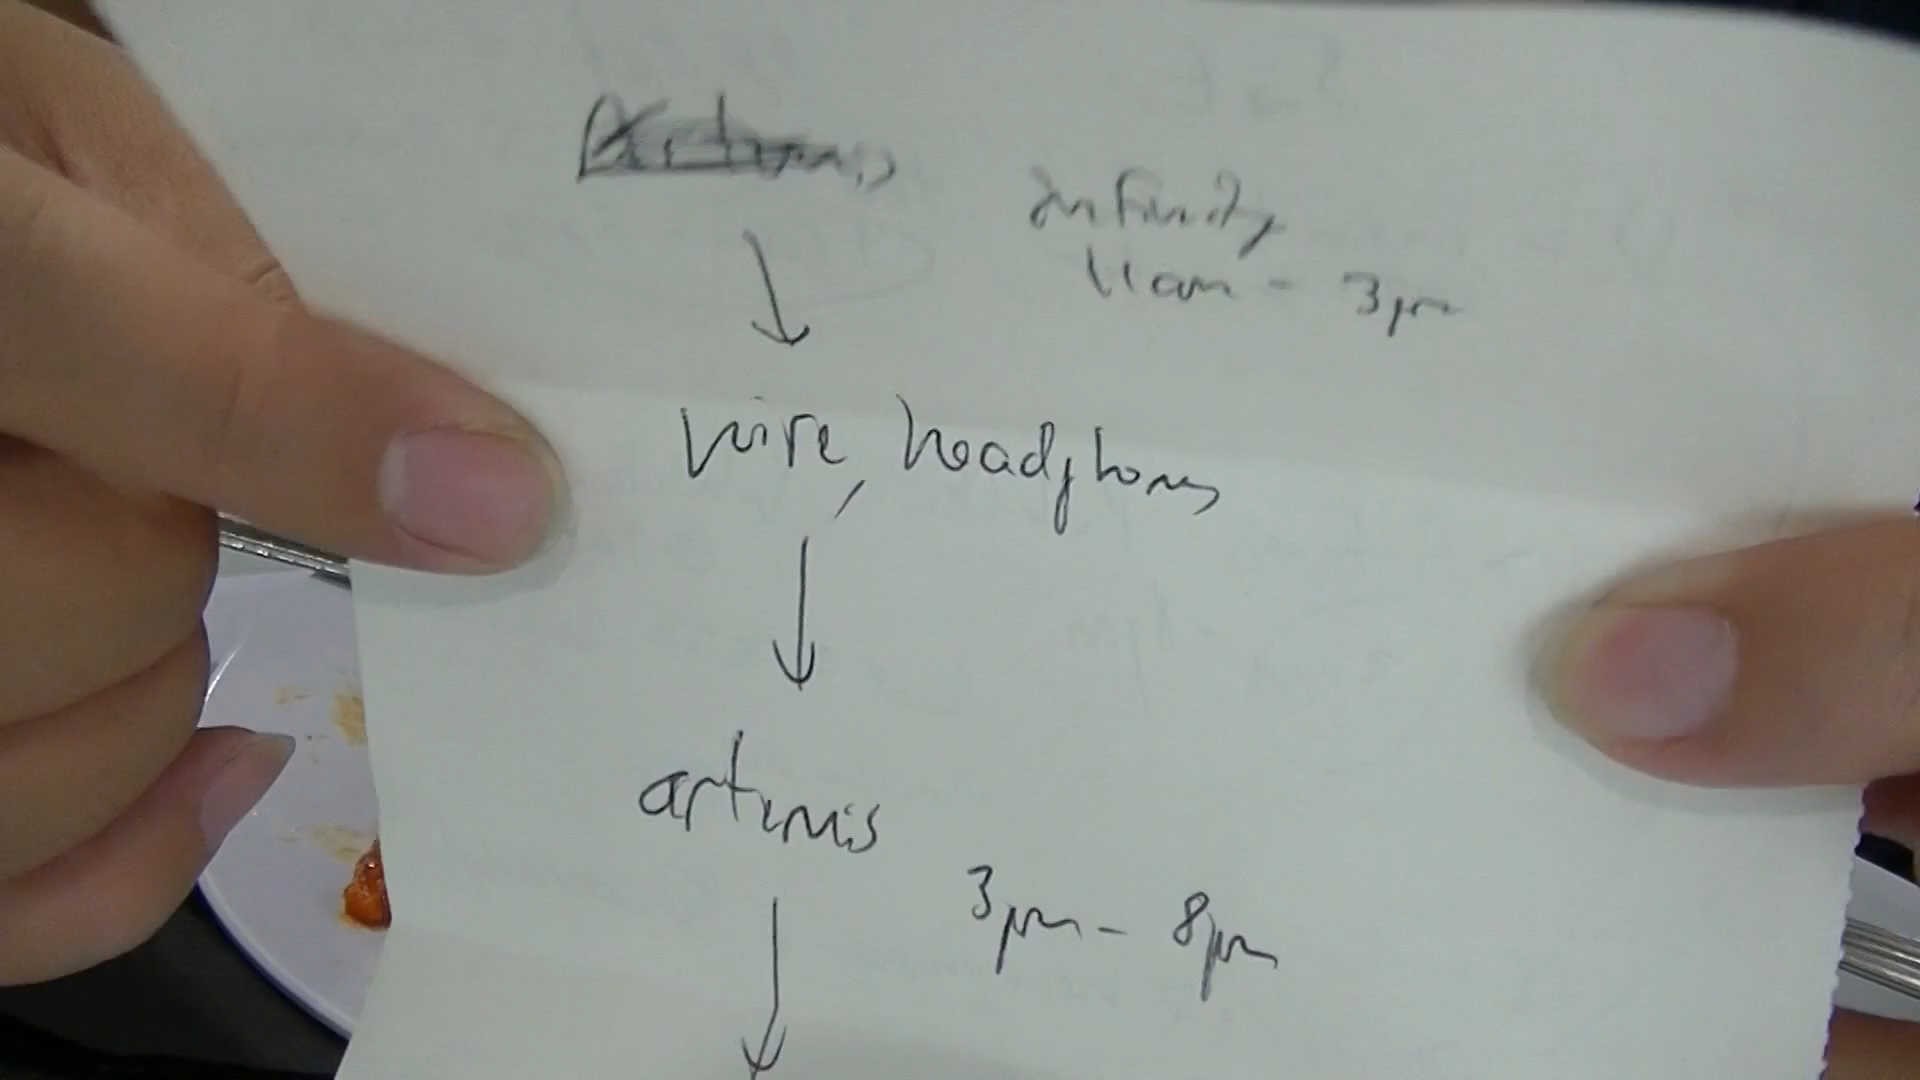 Infinity
11am - 3pm
wire, headphones
artemis
3pm - 8pm